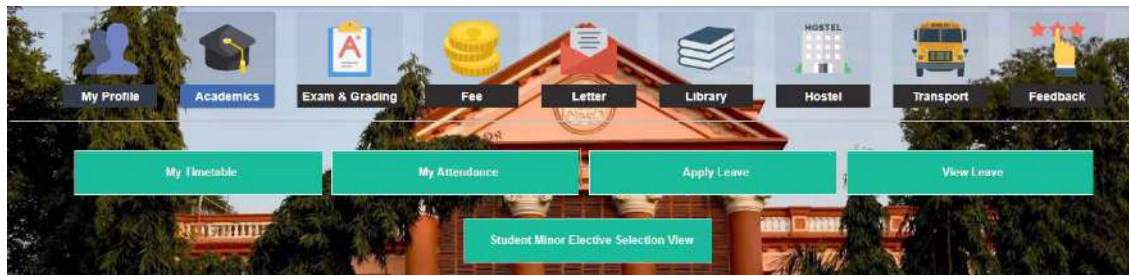 HOSTEL
My Profile
Academics
Exam & Grading
Fee
Letter
Library
Hostel
Transport
Feedback
My Timetable
My Attendance
Apply Leave
View Leave
Student Minor Elective Selection View